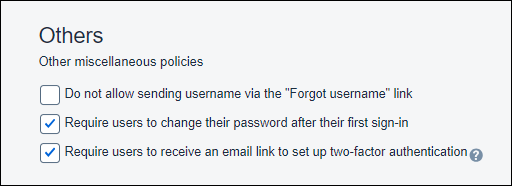 Others
Other miscellaneous policies
Do not allow sending username via the "Forgot username" link
Require users to change their password after their first sign-in
Require users to receive an email link to set up two-factor authentication ?